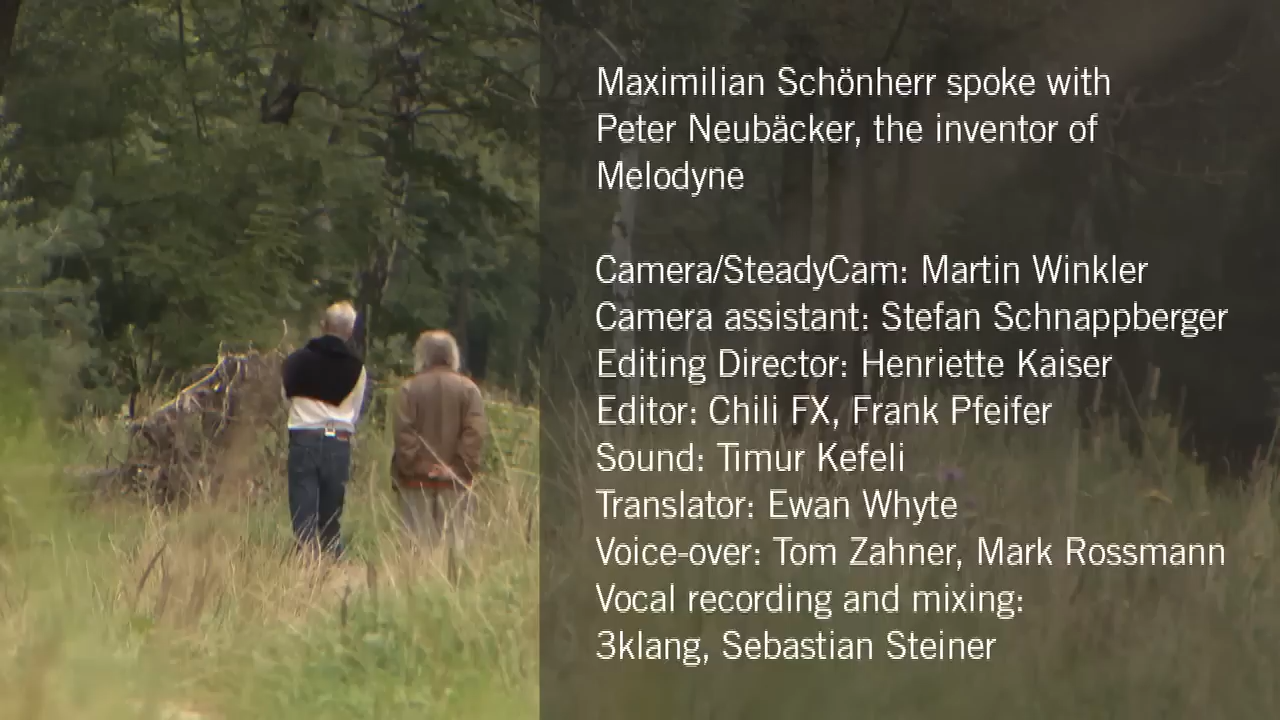 Maximilian Schönherr spoke with
Peter Neubäcker, the inventor of
Melodyne
Camera/SteadyCam: Martin Winkler
Camera assistant: Stefan Schnappberger
Editing Director: Henriette Kaiser
Editor: Chili FX, Frank Pfeifer
Sound: Timur Kefeli
Translator: Ewan Whyte
Voice-over: Tom Zahner, Mark Rossmann
Vocal recording and mixing:
3klang, Sebastian Steiner